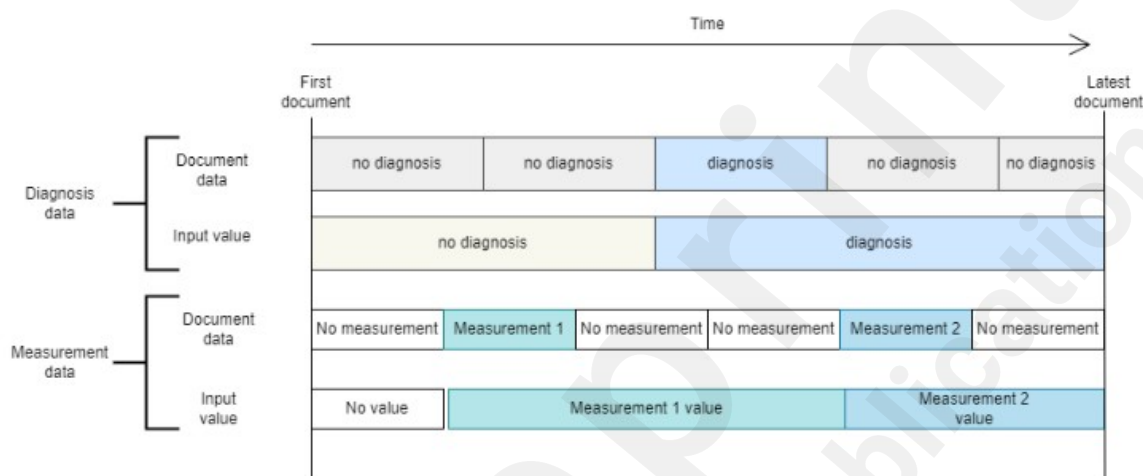 Time
First
document
Latest
document
Diagnosis
data
Document
data
no diagnosis
no diagnosis
diagnosis
no diagnosis
no diagnosis
Input value
no diagnosis
diagnosis
Measurement
data
Document
data
No measurement
Measurement 1
No measurement
No measurement
Measurement 2
No measurement
Input
value
No value
Measurement 1 value
Measurement 2
value